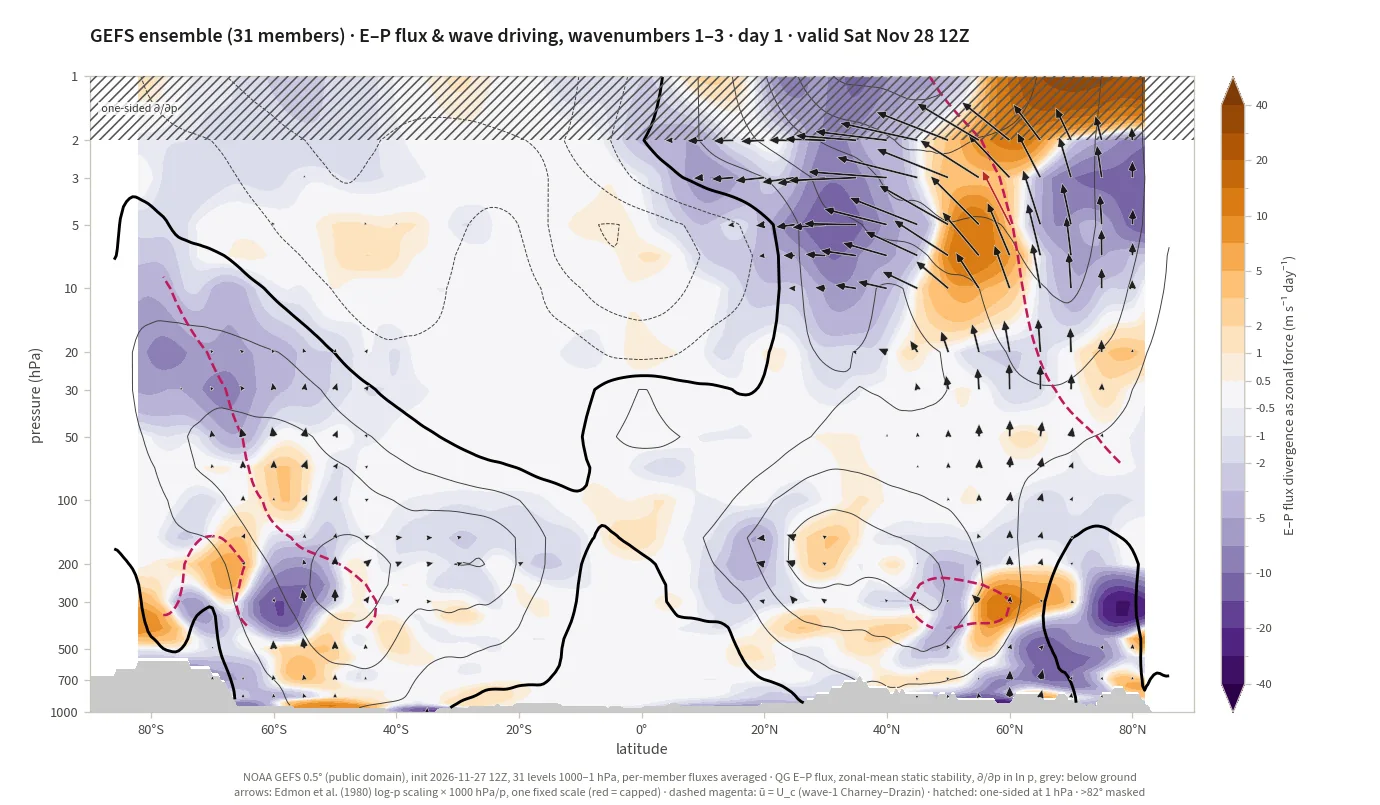 GEFS ensemble (31 members) · E–P flux & wave driving, wavenumbers 1–3 · day 1 · valid Sat Nov 28 12Z
one-sided ∂/∂p
1
2
3
5
10
20
30
50
100
200
300
500
700
1000
pressure (hPa)
80°S
60°S
40°S
20°S
0°
20°N
40°N
60°N
80°N
latitude
40
20
10
5
2
1
0.5
-0.5
-1
-2
-5
-10
-20
-40
E–P flux divergence as zonal force (m s⁻¹ day⁻¹)
NOAA GEFS 0.5° (public domain), init 2026-11-27 12Z, 31 levels 1000–1 hPa, per-member fluxes averaged · QG E–P flux, zonal-mean static stability, ∂/∂p in ln p, grey: below ground
arrows: Edmon et al. (1980) log-p scaling × 1000 hPa/p, one fixed scale (red = capped) · dashed magenta: ū = U_c (wave-1 Charney–Drazin) · hatched: one-sided at 1 hPa · >82° masked